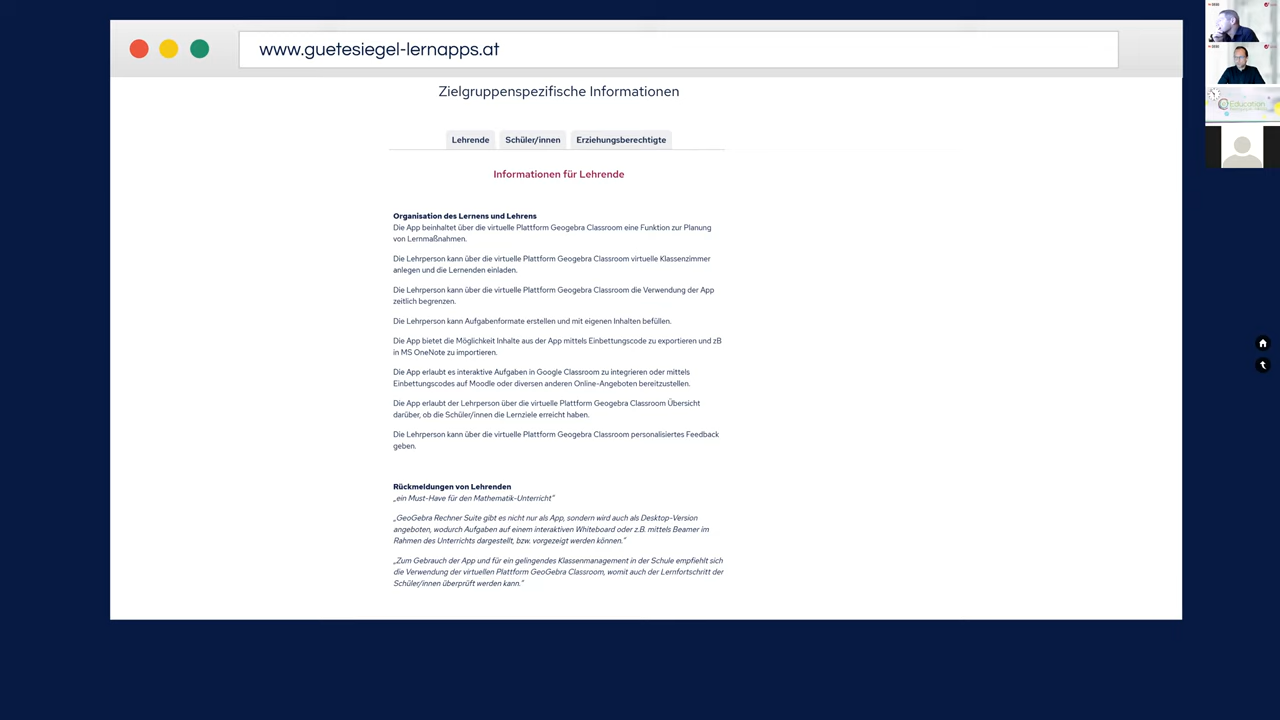 www.guetesiegel-lernapps.at
Zielgruppenspezifische Informationen
Lehrende Schüler/innen Erziehungsberechtigte
Informationen für Lehrende
Organisation des Lernens und Lehrens
Die App beinhaltet über die virtuelle Plattform Geogebra Classroom eine Funktion zur Planung
von Lernmaßnahmen.
Die Lehrperson kann über die virtuelle Plattform Geogebra Classroom virtuelle Klassenzimmer
anlegen und die Lernenden einladen.
Die Lehrperson kann über die virtuelle Plattform Geogebra Classroom die Verwendung der App
zeitlich begrenzen.
Die Lehrperson kann Aufgabenformate erstellen und mit eigenen Inhalten befüllen.
Die App bietet die Möglichkeit Inhalte aus der App mittels Einbettungscode zu exportieren und zB
in MS OneNote zu importieren.
Die App erlaubt es interaktive Aufgaben in Google Classroom zu integrieren oder mittels
Einbettungscodes auf Moodle oder diversen anderen Online-Angeboten bereitzustellen.
Die App erlaubt der Lehrperson über die virtuelle Plattform Geogebra Classroom Übersicht
darüber, ob die Schüler/innen die Lernziele erreicht haben.
Die Lehrperson kann über die virtuelle Plattform Geogebra Classroom personalisiertes Feedback
geben.
Rückmeldungen von Lehrenden
„ein Must-Have für den Mathematik-Unterricht"
„GeoGebra Rechner Suite gibt es nicht nur als App, sondern wird auch als Desktop-Version
angeboten, wodurch Aufgaben auf einem interaktiven Whiteboard oder z.B. mittels Beamer im
Rahmen des Unterrichts dargestellt, bzw. vorgezeigt werden können."
„Zum Gebrauch der App und für ein gelingendes Klassenmanagement in der Schule empfiehlt sich
die Verwendung der virtuellen Plattform GeoGebra Classroom, womit auch der Lernfortschritt der
Schüler/innen überprüft werden kann."
Education